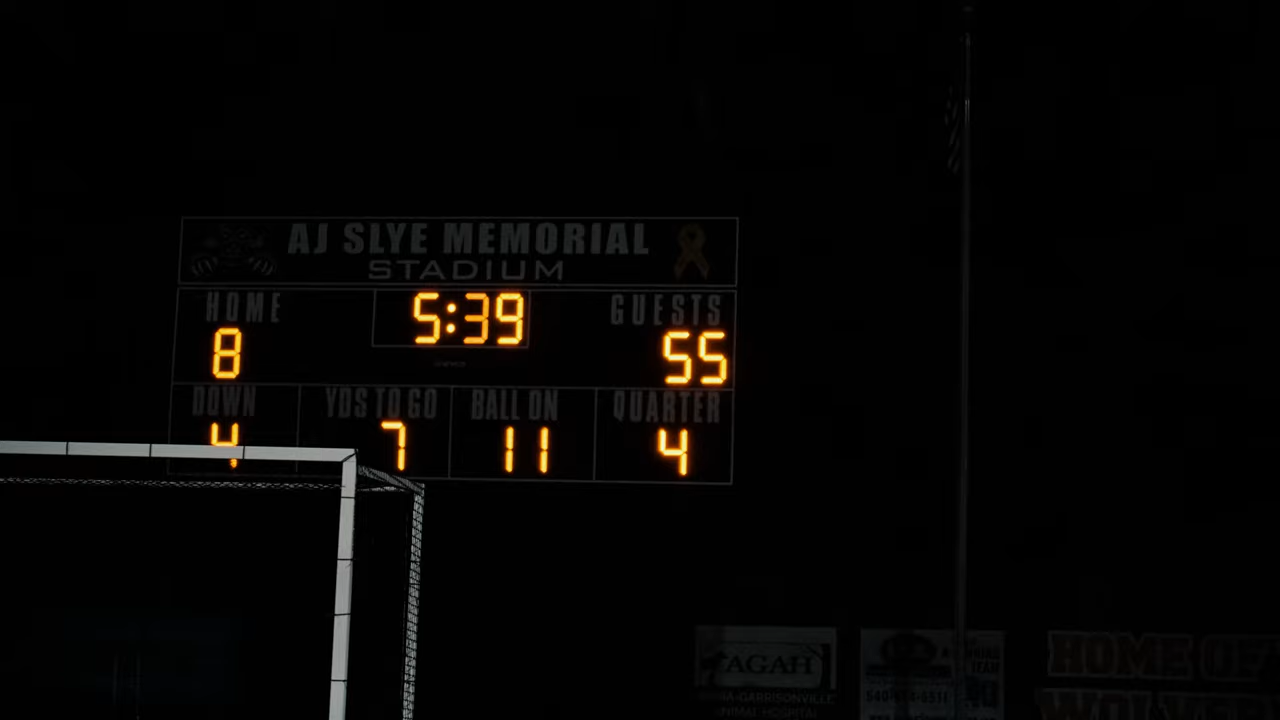 AJ SLYE MEMORIAL
STADIUM
HOME 5:39 GUESTS
8 55
DOWN YDS TO GO BALL ON QUARTER
4 7 11 4
AGAH
HOME OF